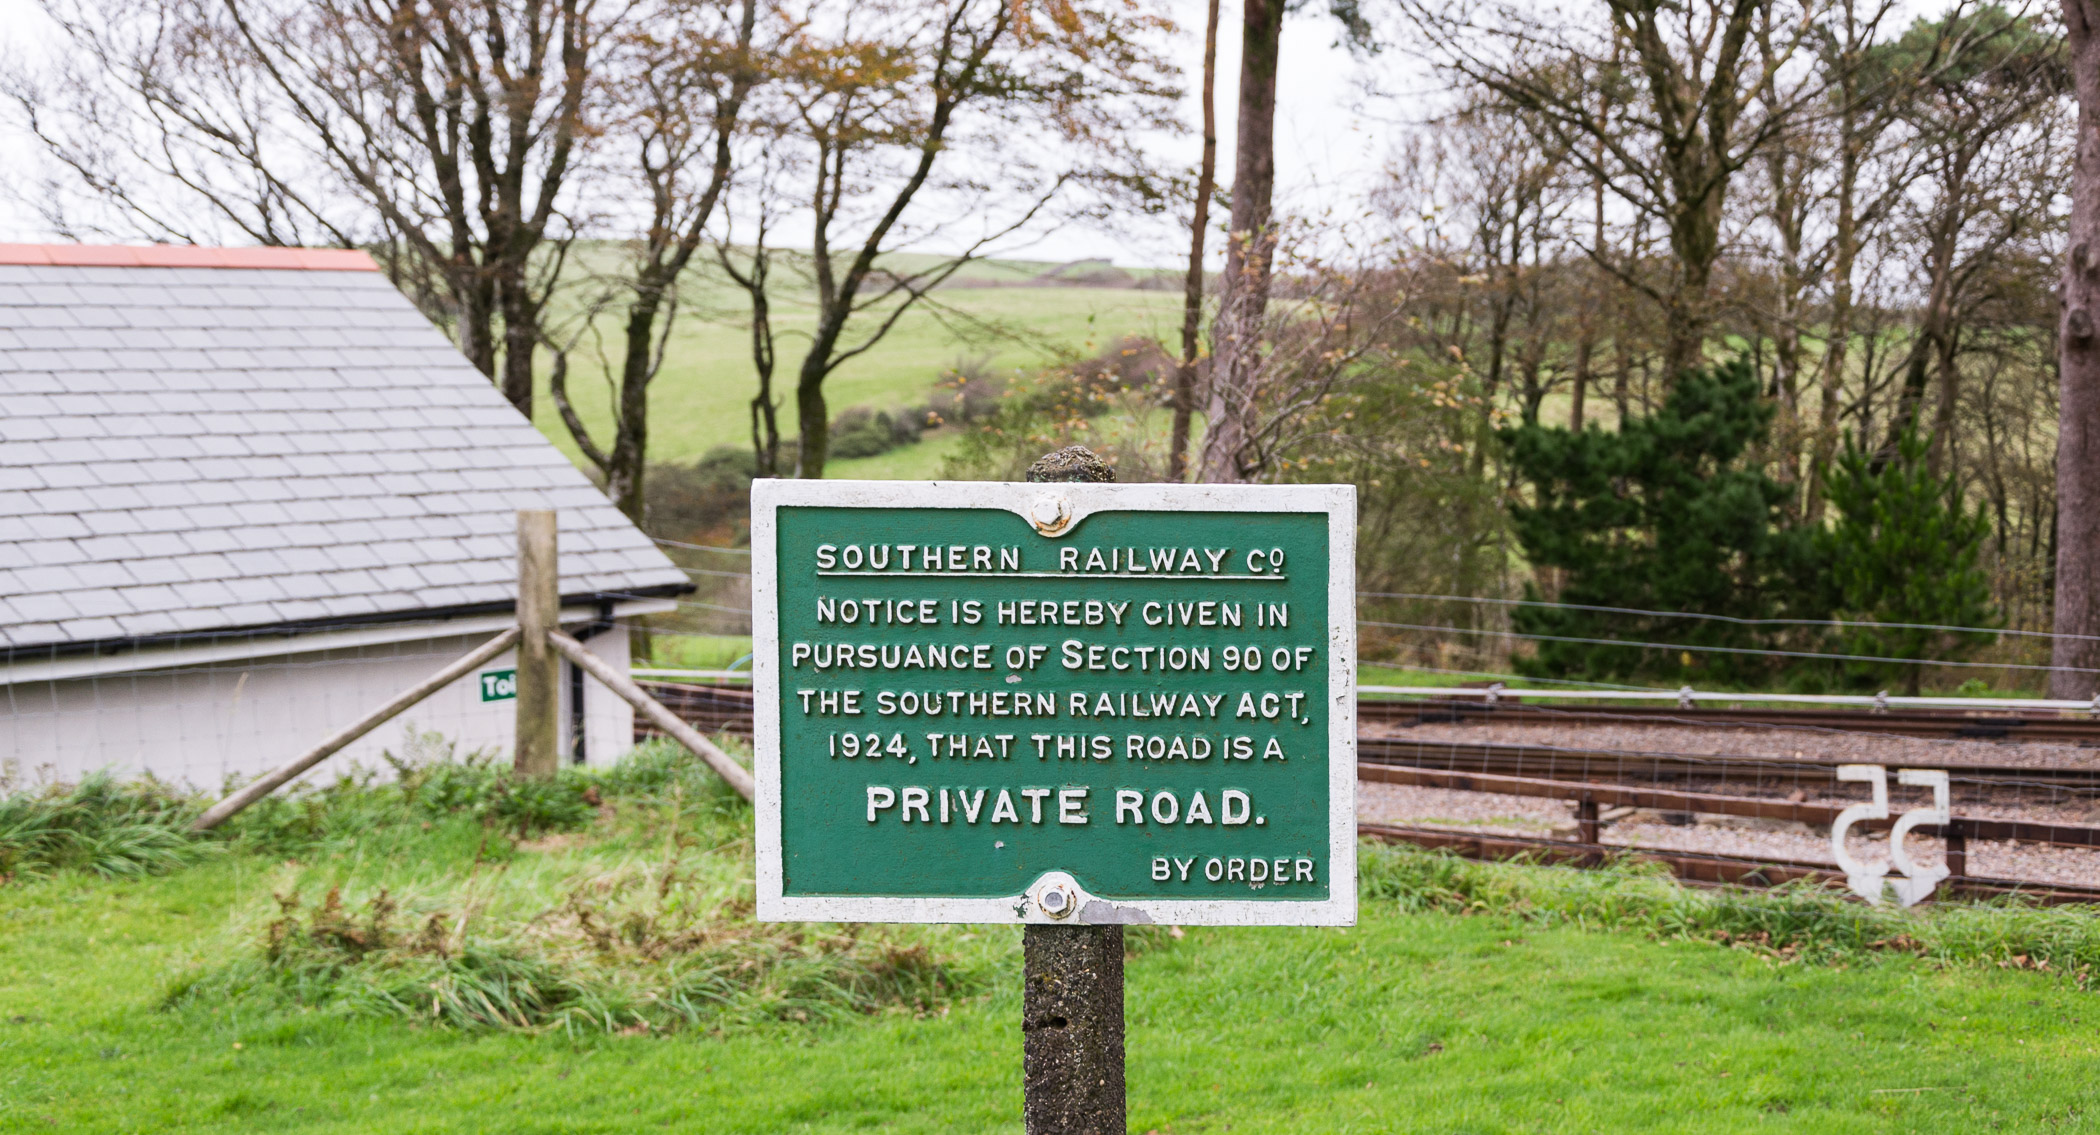 SOUTHERN RAILWAY Cº
NOTICE IS HEREBY GIVEN IN
PURSUANCE OF SECTION 90 OF
THE SOUTHERN RAILWAY ACT,
1924, THAT THIS ROAD IS A
PRIVATE ROAD.
BY ORDER